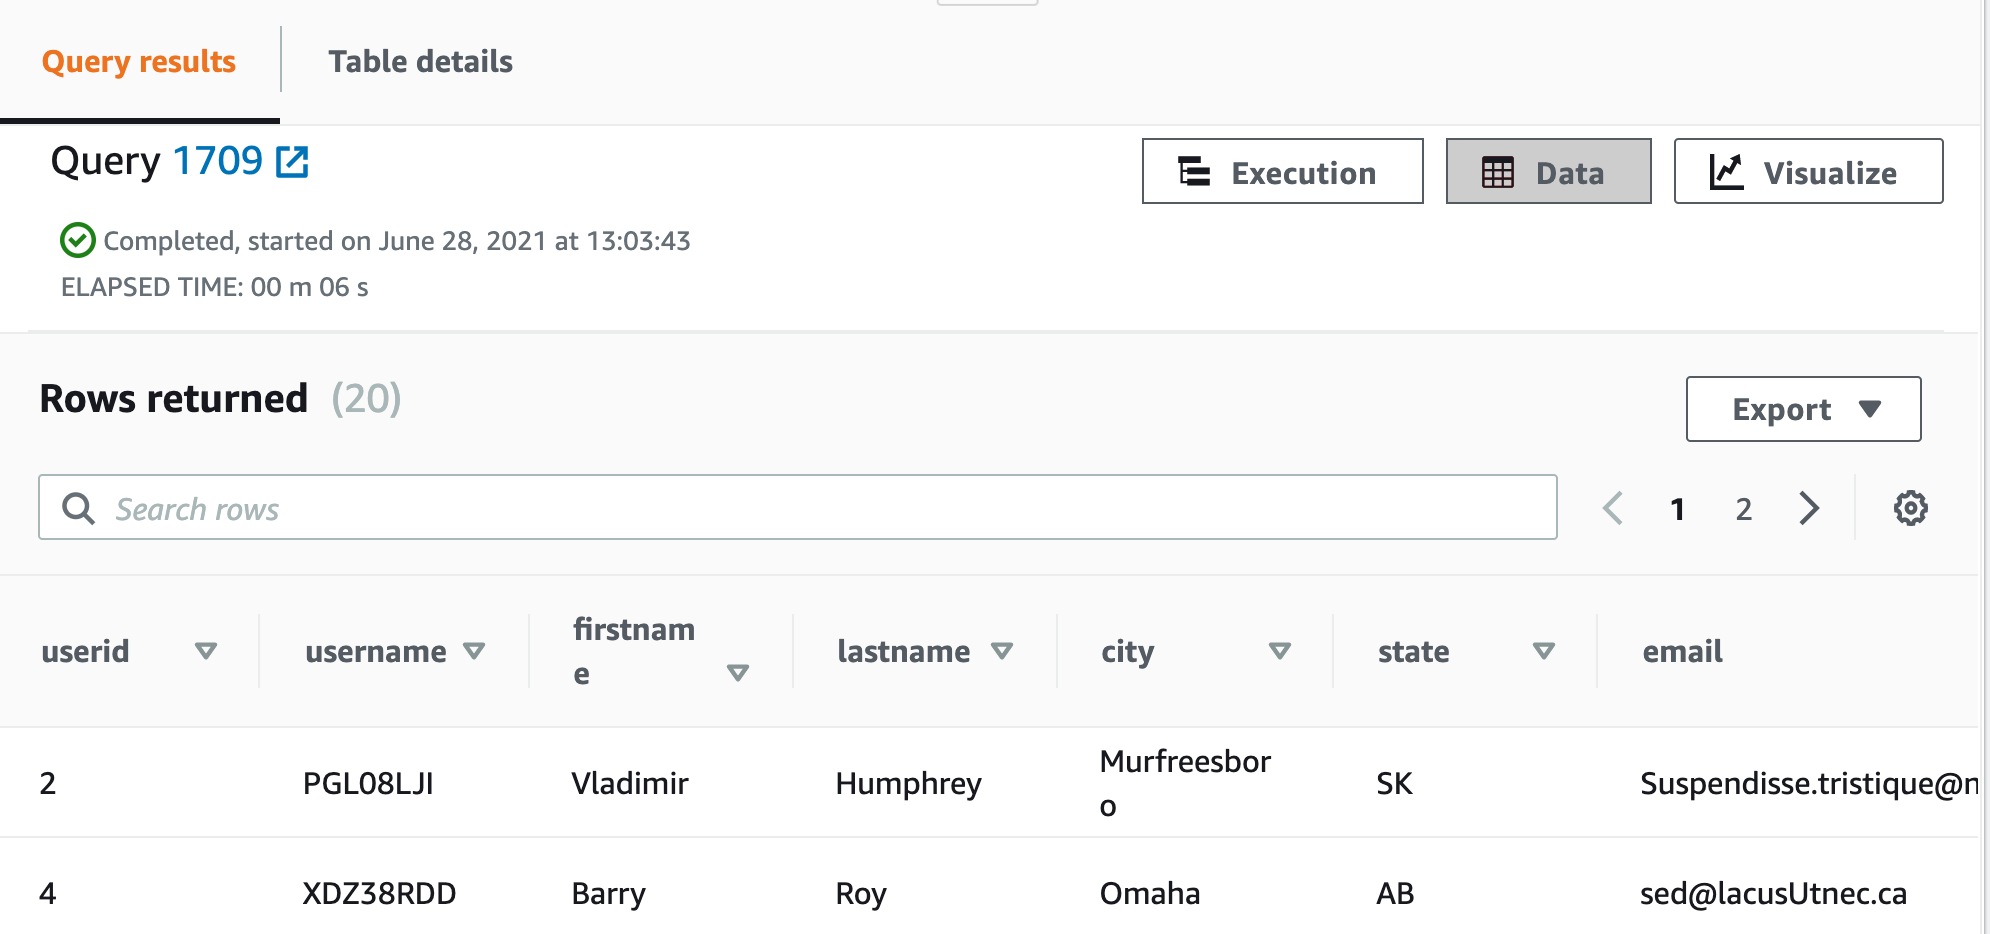 Query results
Table details
Query 1709
Execution
Data
Visualize
Completed, started on June 28, 2021 at 13:03:43
ELAPSED TIME: 00 m 06 s
Rows returned (20)
Export
Search rows
1 2
userid username firstnam
e lastname city state email
2 PGL08LJI Vladimir Humphrey Murfreesbor
o SK Suspendisse.tristique@n
4 XDZ38RDD Barry Roy Omaha AB sed@lacusUtnec.ca